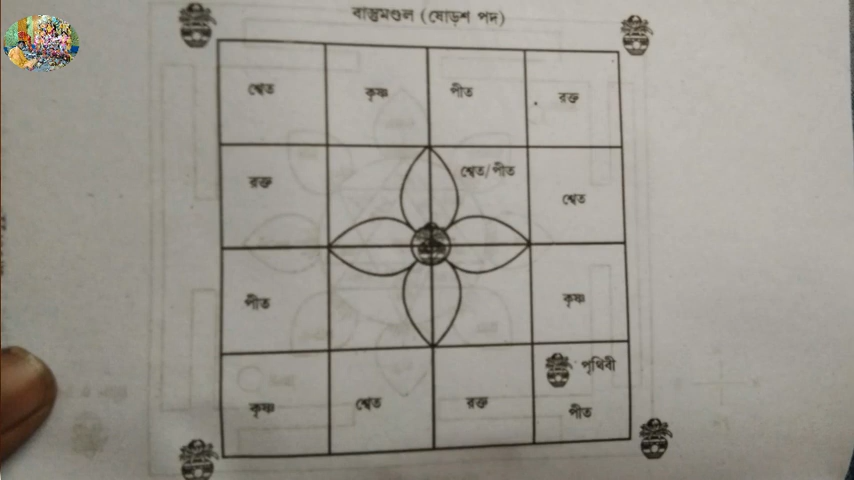 বাস্তুমণ্ডল (ষোড়শ পদ)
শ্বেত কৃষ্ণ পীত রক্ত
রক্ত শ্বেত/পীত শ্বেত
পীত কৃষ্ণ
পৃথিবী
কৃষ্ণ শ্বেত রক্ত পীত